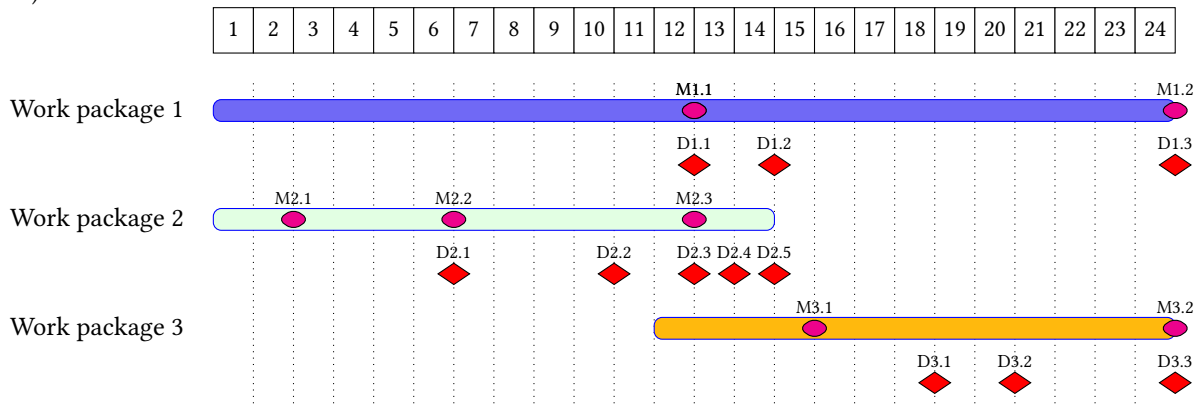 1 2 3 4 5 6 7 8 9 10 11 12 13 14 15 16 17 18 19 20 21 22 23 24
M1.1 M1.2
Work package 1
D1.1 D1.2 D1.3
M2.1 M2.2 M2.3
Work package 2
D2.1 D2.2 D2.3 D2.4 D2.5
M3.1 M3.2
Work package 3
D3.1 D3.2 D3.3